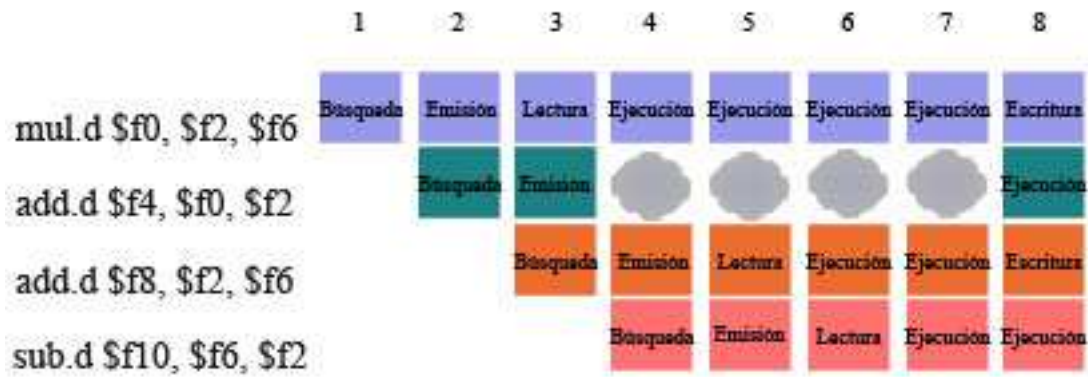 1 2 3 4 5 6 7 8
mul.d $f0, $f2, $f6 Búsqueda Emisión Lectura Ejecución Ejecución Ejecución Ejecución Escritura
add.d $f4, $f0, $f2 Búsqueda Emisión Ejecución
add.d $f8, $f2, $f6 Búsqueda Emisión Lectura Ejecución Ejecución Escritura
sub.d $f10, $f6, $f2 Búsqueda Emisión Lectura Ejecución Ejecución